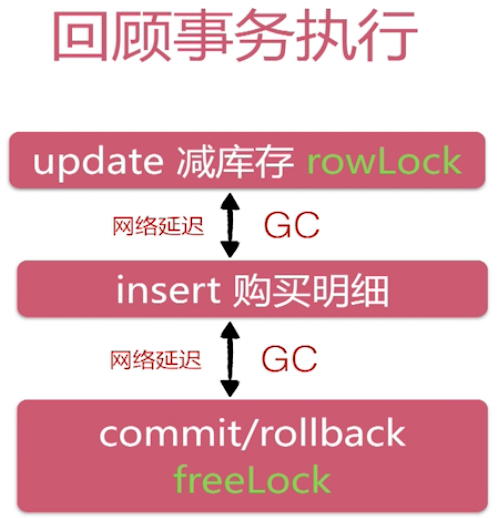 回顾事务执行
update 减库存 rowLock
网络延迟 GC
insert 购买明细
网络延迟 GC
commit/rollback
freeLock